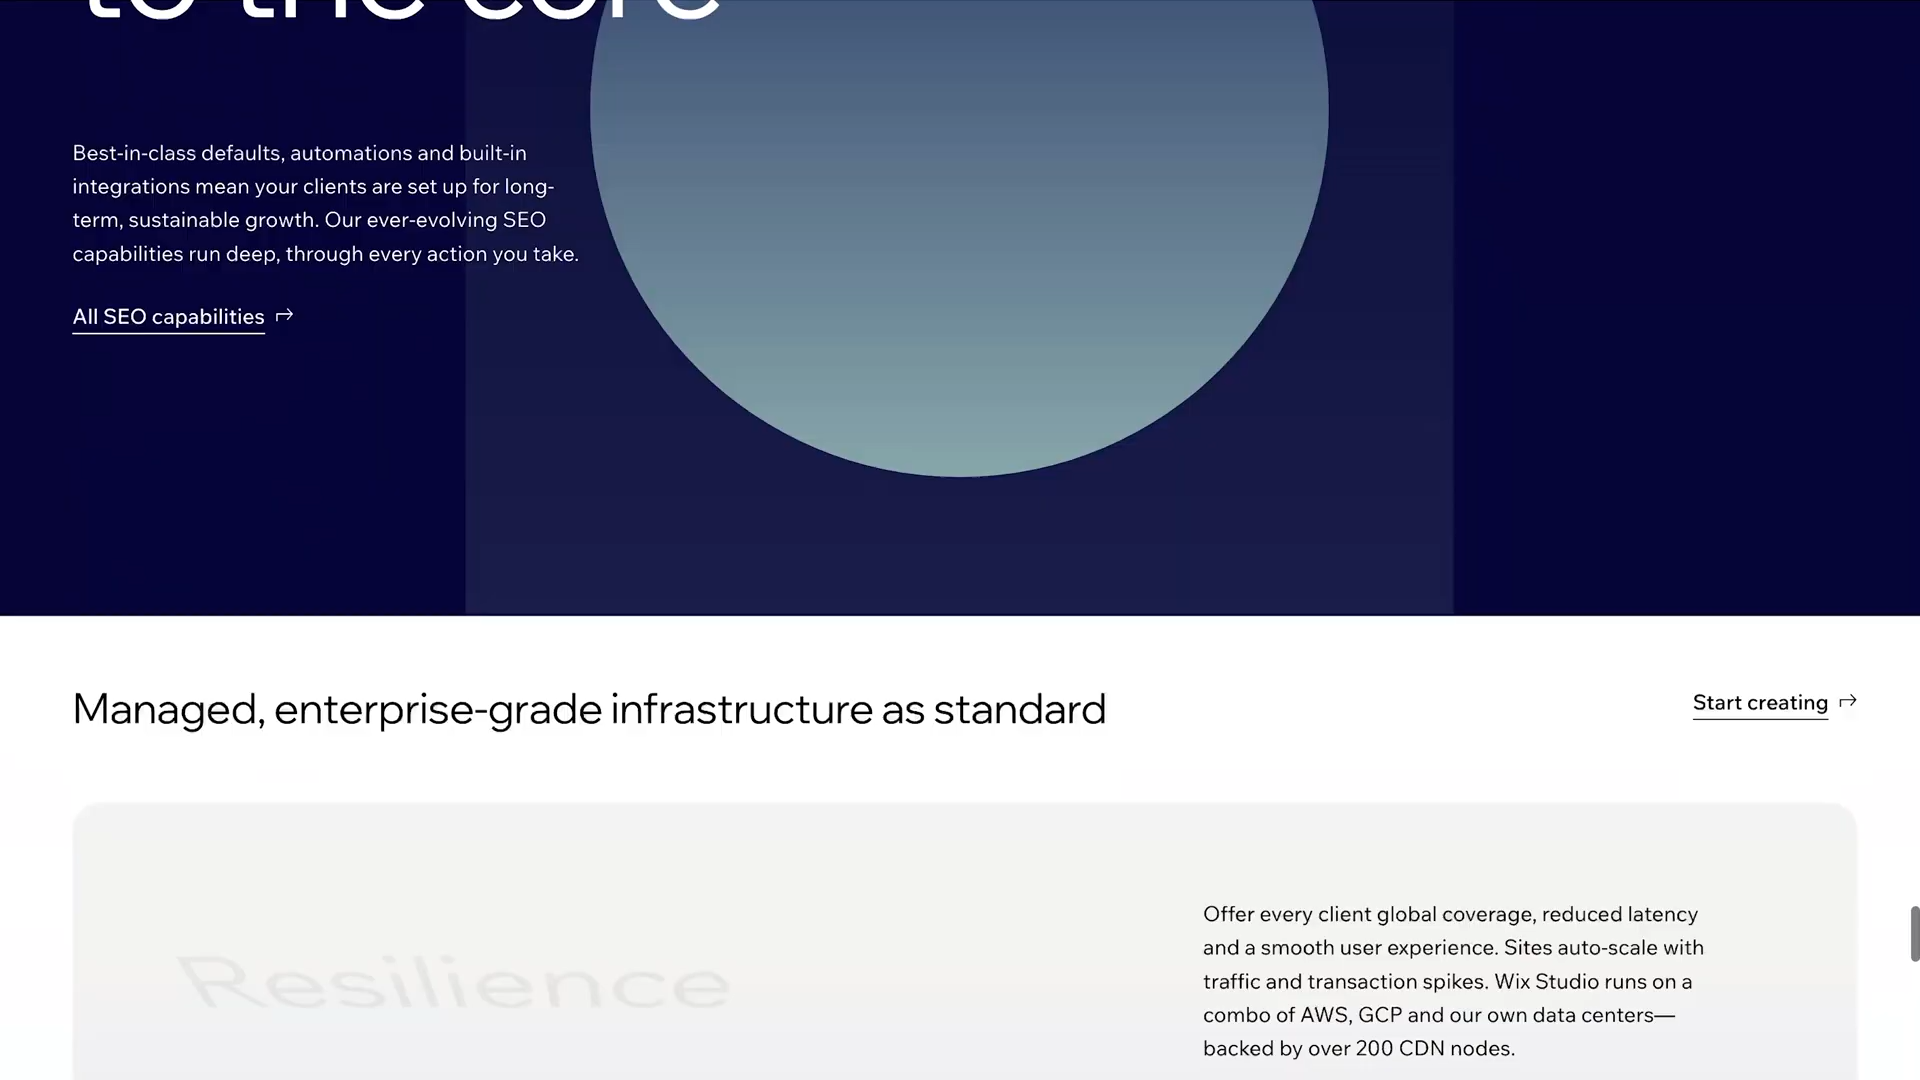 to the core
Best-in-class defaults, automations and built-in
integrations mean your clients are set up for long-
term, sustainable growth. Our ever-evolving SEO
capabilities run deep, through every action you take.
All SEO capabilities
Managed, enterprise-grade infrastructure as standard
Start creating
Resilience
Offer every client global coverage, reduced latency
and a smooth user experience. Sites auto-scale with
traffic and transaction spikes. Wix Studio runs on a
combo of AWS, GCP and our own data centers—
backed by over 200 CDN nodes.